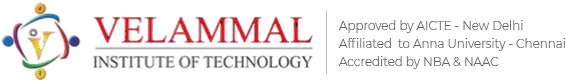 V
VELAMMAL
INSTITUTE OF TECHNOLOGY
Approved by AICTE - New Delhi
Affiliated to Anna University - Chennai
Accredited by NBA & NAAC